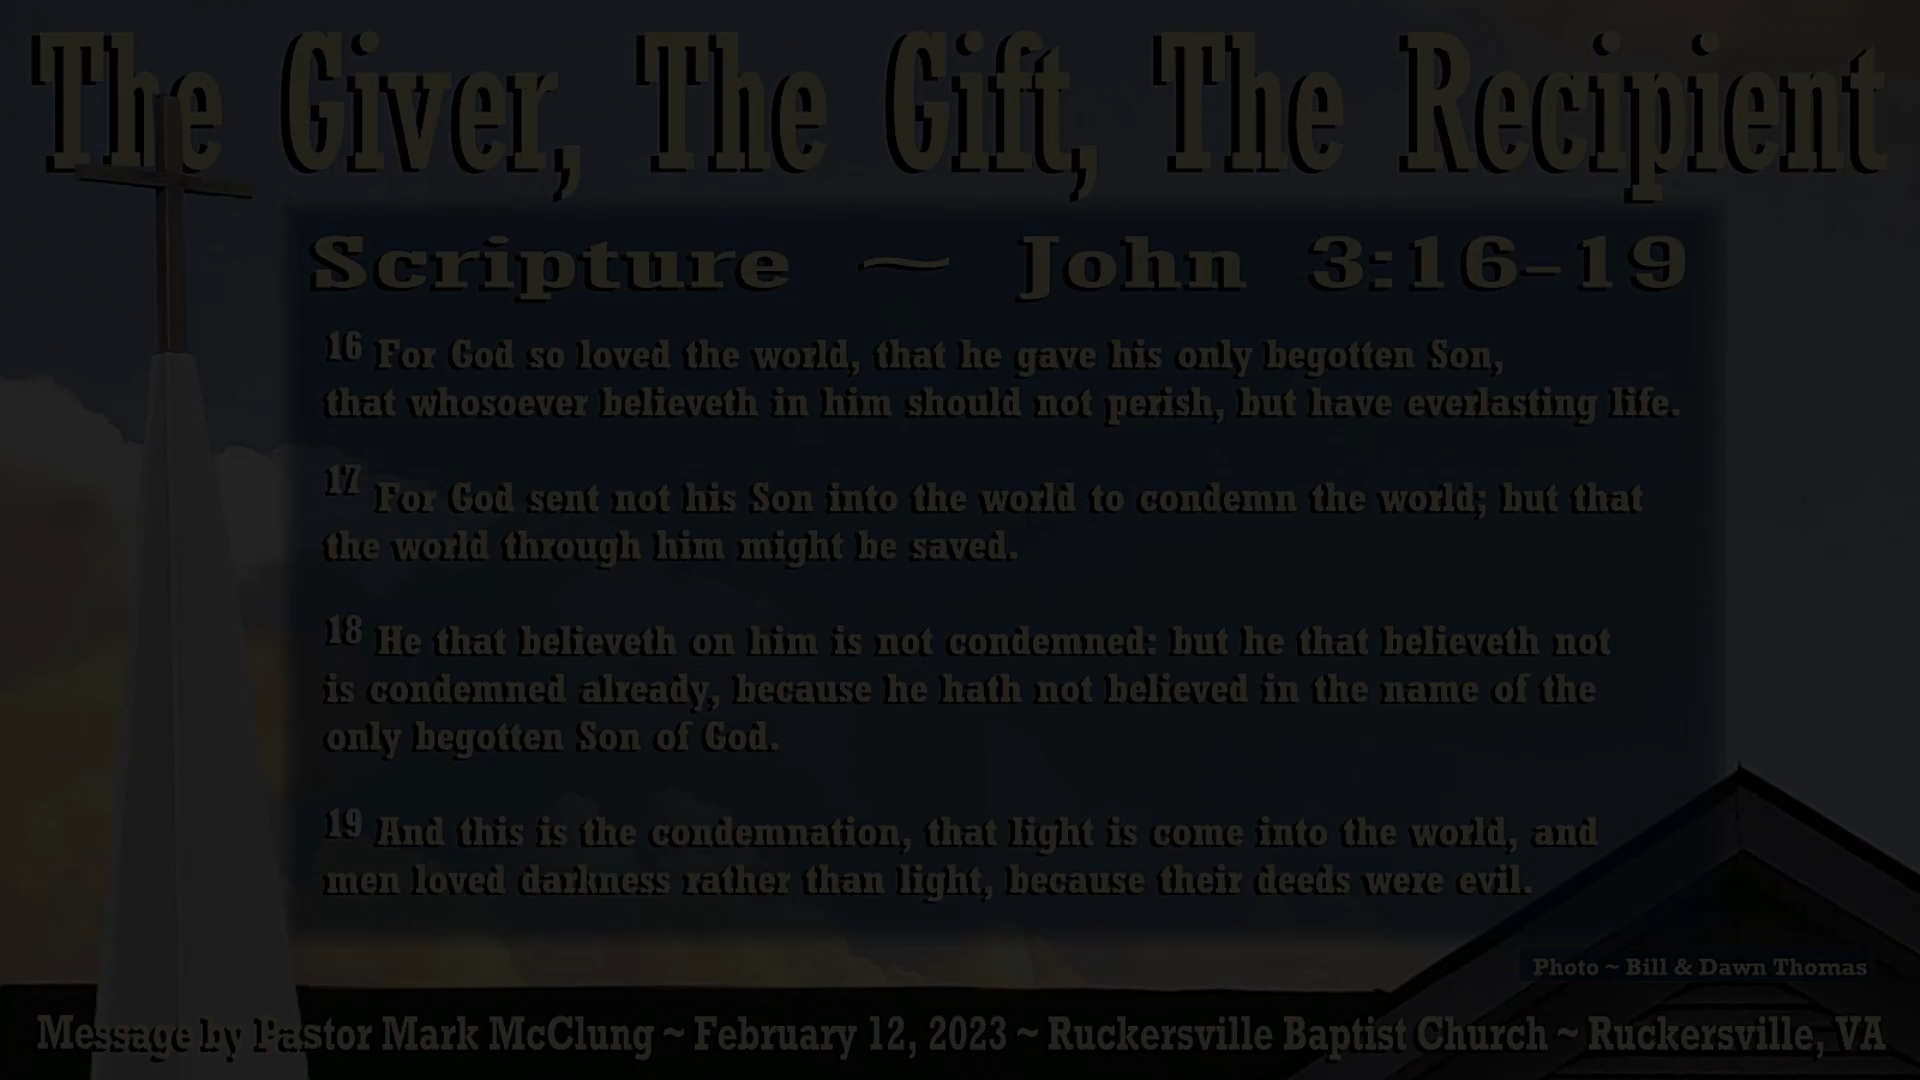 The Giver, The Gift, The Recipient
Scripture ~ John 3:16-19
16 For God so loved the world, that he gave his only begotten Son,
that whosoever believeth in him should not perish, but have everlasting life.
17 For God sent not his Son into the world to condemn the world; but that
the world through him might be saved.
18 He that believeth on him is not condemned: but he that believeth not
is condemned already, because he hath not believed in the name of the
only begotten Son of God.
19 And this is the condemnation, that light is come into the world, and
men loved darkness rather than light, because their deeds were evil.
Photo ~ Bill & Dawn Thomas
Message by Pastor Mark McClung ~ February 12, 2023 ~ Ruckersville Baptist Church ~ Ruckersville, VA